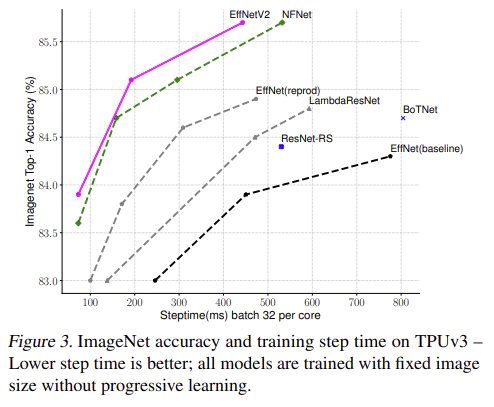 EffNetV2 NFNet
85.5
85.0
84.5
84.0
83.5
83.0
Imagenet Top-1 Accuracy (%)
EffNet(reprod)
LambdaResNet
BoTNet
ResNet-RS
EffNet(baseline)
100 200 300 400 500 600 700 800
Steptime(ms) batch 32 per core
Figure 3. ImageNet accuracy and training step time on TPUv3 –
Lower step time is better; all models are trained with fixed image
size without progressive learning.